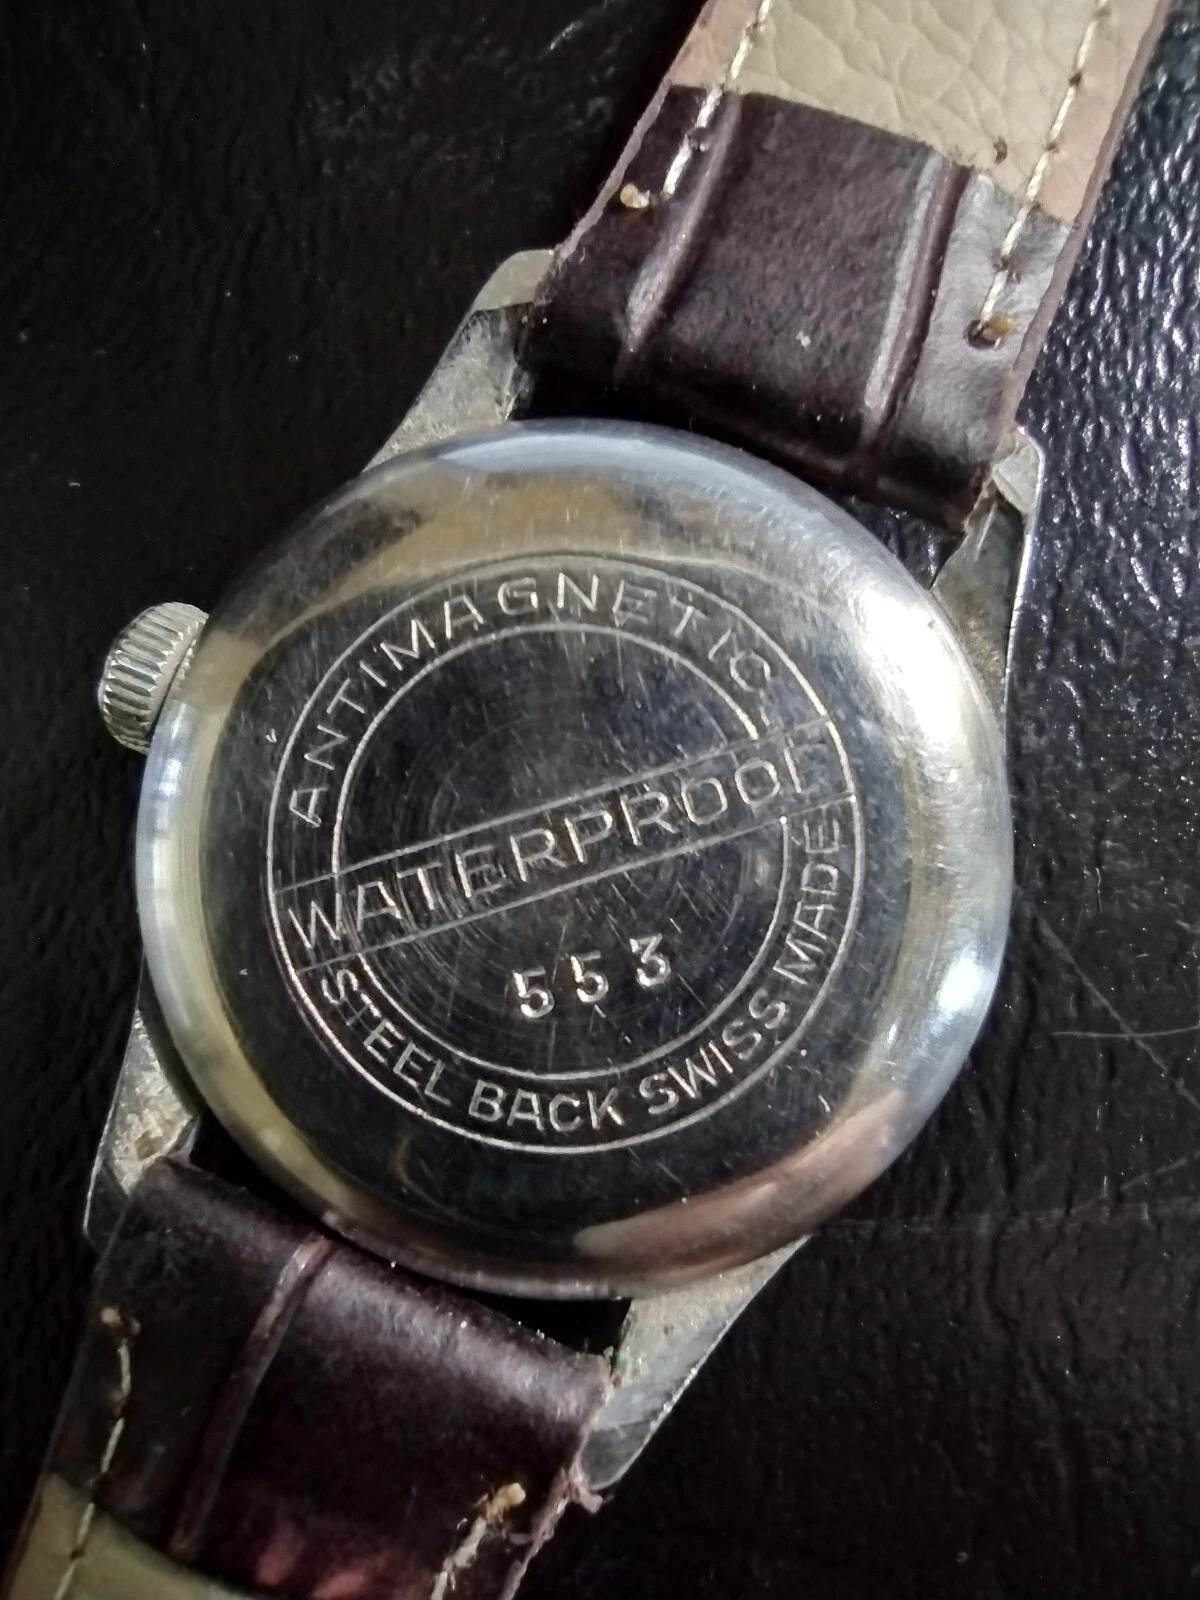 ANTIMAGNETIC
WATERPROOF
553
STEEL BACK SWISS MADE